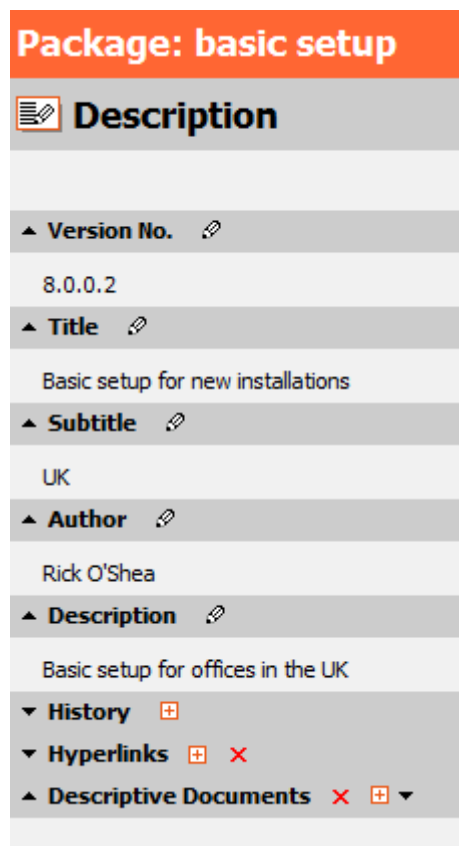 Package: basic setup
Description
Version No.
8.0.0.2
Title
Basic setup for new installations
Subtitle
UK
Author
Rick O'Shea
Description
Basic setup for offices in the UK
History
Hyperlinks
Descriptive Documents